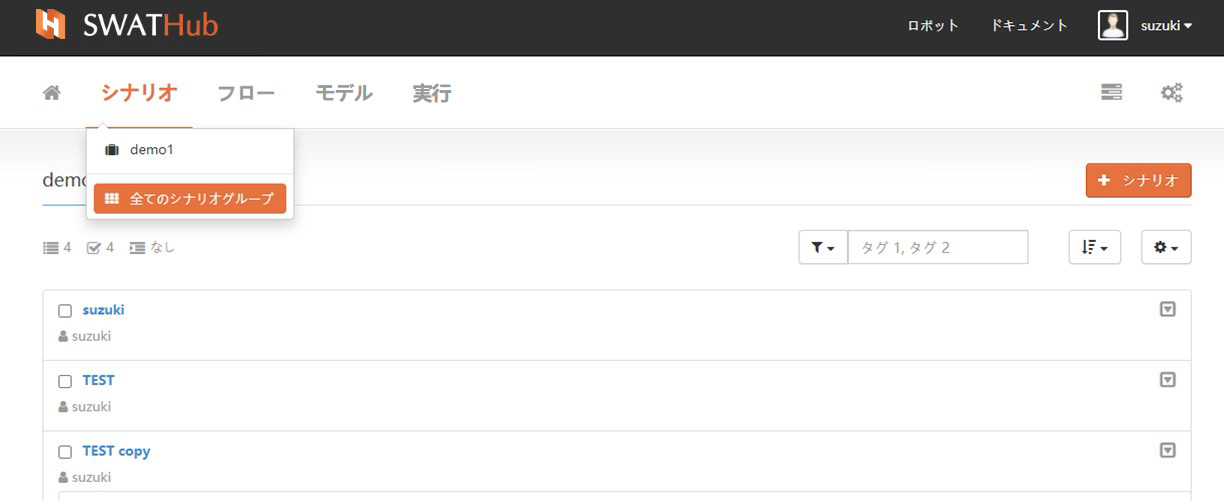 SWATHub
ロボット ドキュメント suzuki
シナリオ フロー モデル 実行
demo1
demo
全てのシナリオグループ
シナリオ
4 4 なし
タグ 1, タグ 2
suzuki
suzuki
TEST
suzuki
TEST copy
suzuki